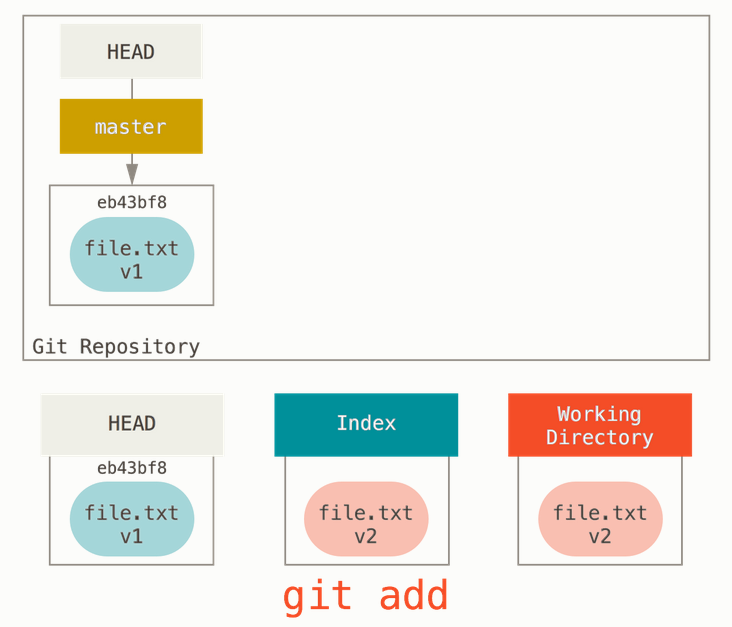 HEAD
master
eb43bf8
file.txt
v1
Git Repository
HEAD
Index
Working
Directory
eb43bf8
file.txt
v1
file.txt
v2
file.txt
v2
git add